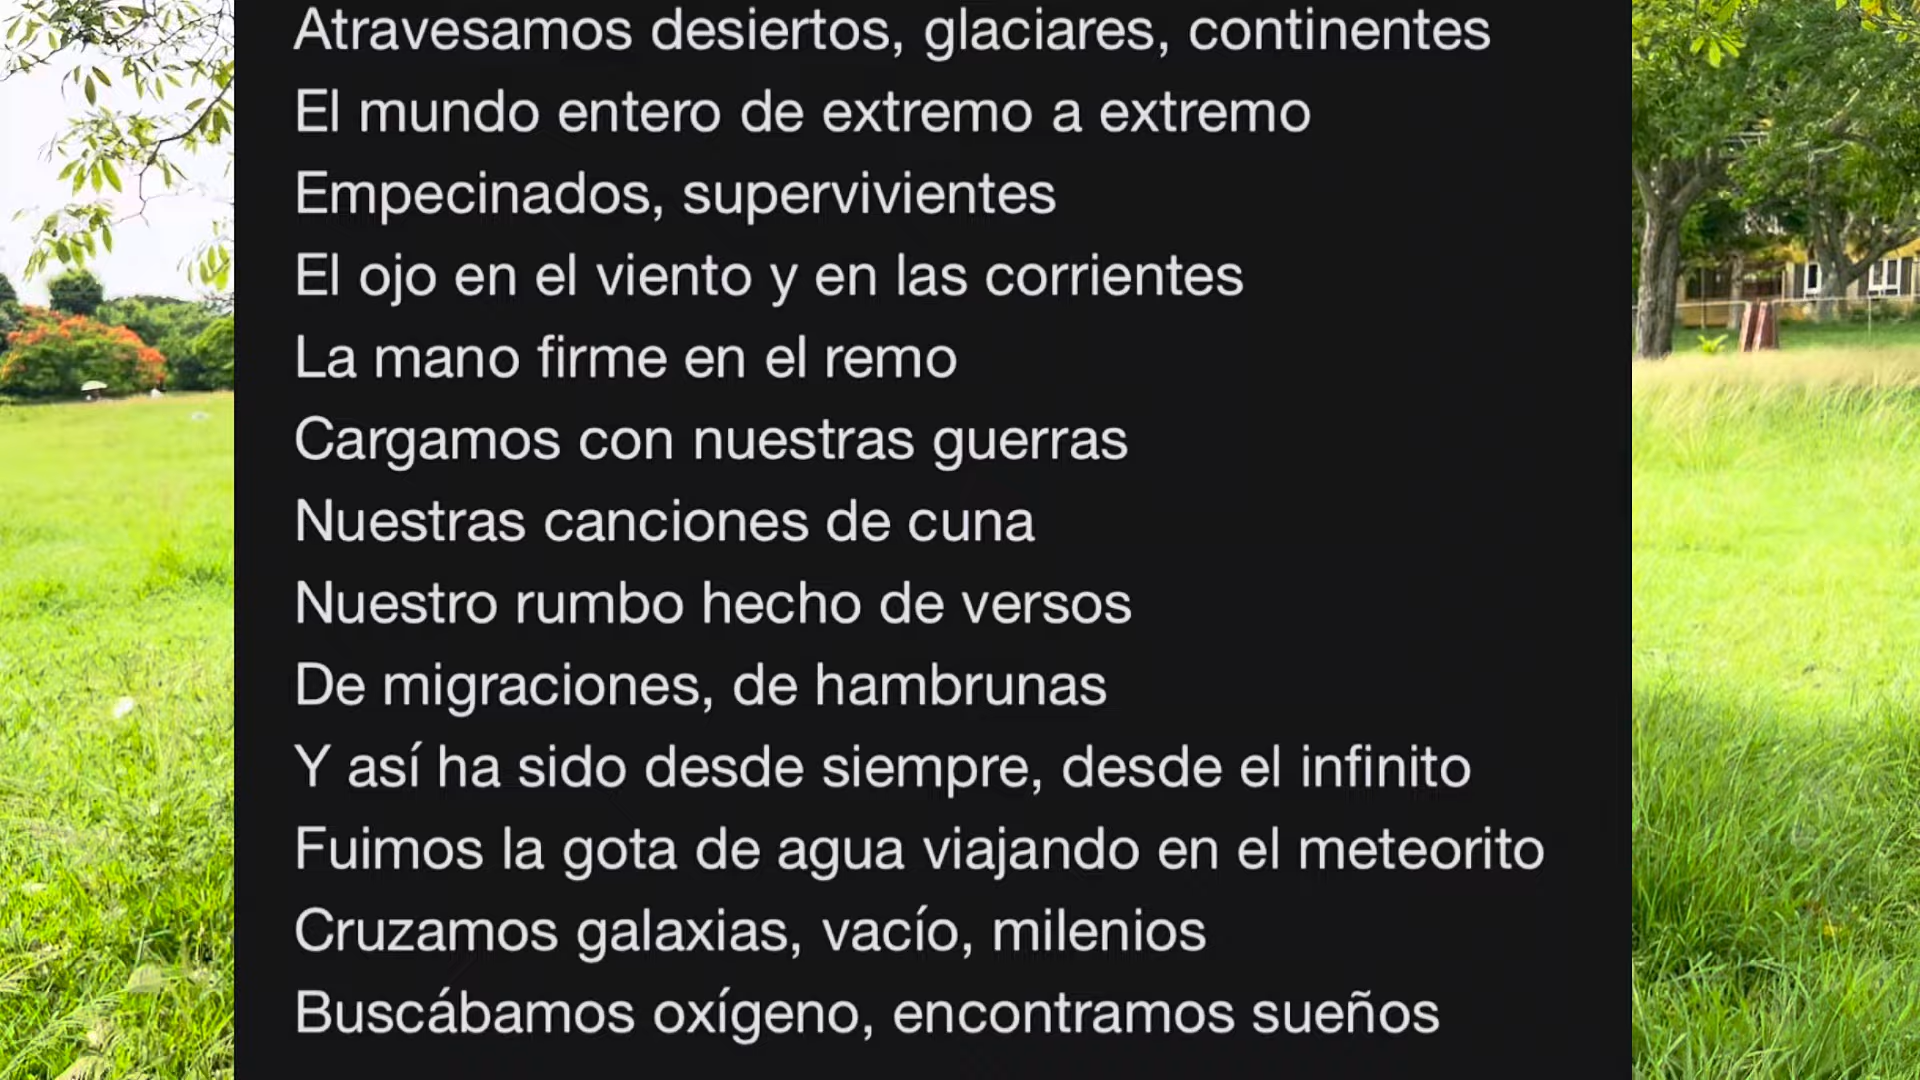 Atravesamos desiertos, glaciares, continentes
El mundo entero de extremo a extremo
Empecinados, supervivientes
El ojo en el viento y en las corrientes
La mano firme en el remo
Cargamos con nuestras guerras
Nuestras canciones de cuna
Nuestro rumbo hecho de versos
De migraciones, de hambrunas
Y así ha sido desde siempre, desde el infinito
Fuimos la gota de agua viajando en el meteorito
Cruzamos galaxias, vacío, milenios
Buscábamos oxígeno, encontramos sueños